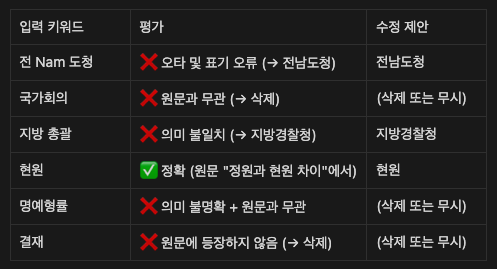 입력 키워드 평가 수정 제안
전 Nam 도청 ❌ 오타 및 표기 오류 (→ 전남도청) 전남도청
국가회의 ❌ 원문과 무관 (→ 삭제) (삭제 또는 무시)
지방 총괄 ❌ 의미 불일치 (→ 지방경찰청) 지방경찰청
현원 ✅ 정확 (원문 "정원과 현원 차이"에서) 현원
명예형률 ❌ 의미 불명확 + 원문과 무관 (삭제 또는 무시)
결재 ❌ 원문에 등장하지 않음 (→ 삭제) (삭제 또는 무시)